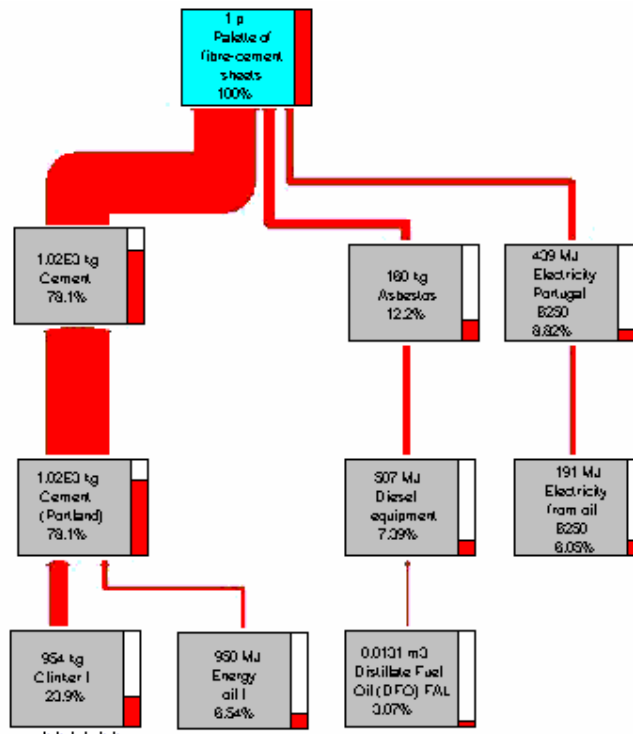 1 p
Palette of
fibre-cement
sheets
100%
1.02E3 kg
Cement
78.1%
160 kg
Asbestos
12.2%
439 MJ
Electricity
Portugal
B250
8.82%
1.02E3 kg
Cement
(Portland)
78.1%
507 MJ
Diesel
equipment
7.39%
191 MJ
Electricity
from oil
B250
6.05%
954 kg
Clinker I
23.9%
950 MJ
Energy
oil I
6.54%
0.0131 m3
Distillate Fuel
Oil (DFO) FAL
3.07%